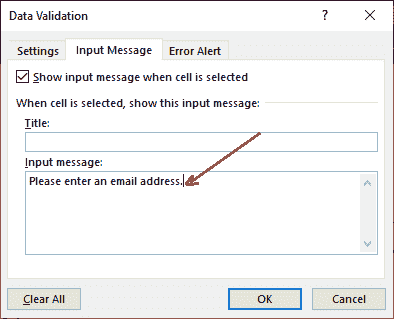 Data Validation
?
Settings
Input Message
Error Alert
Show input message when cell is selected
When cell is selected, show this input message:
Title:
Input message:
Please enter an email address.
Clear All
OK
Cancel